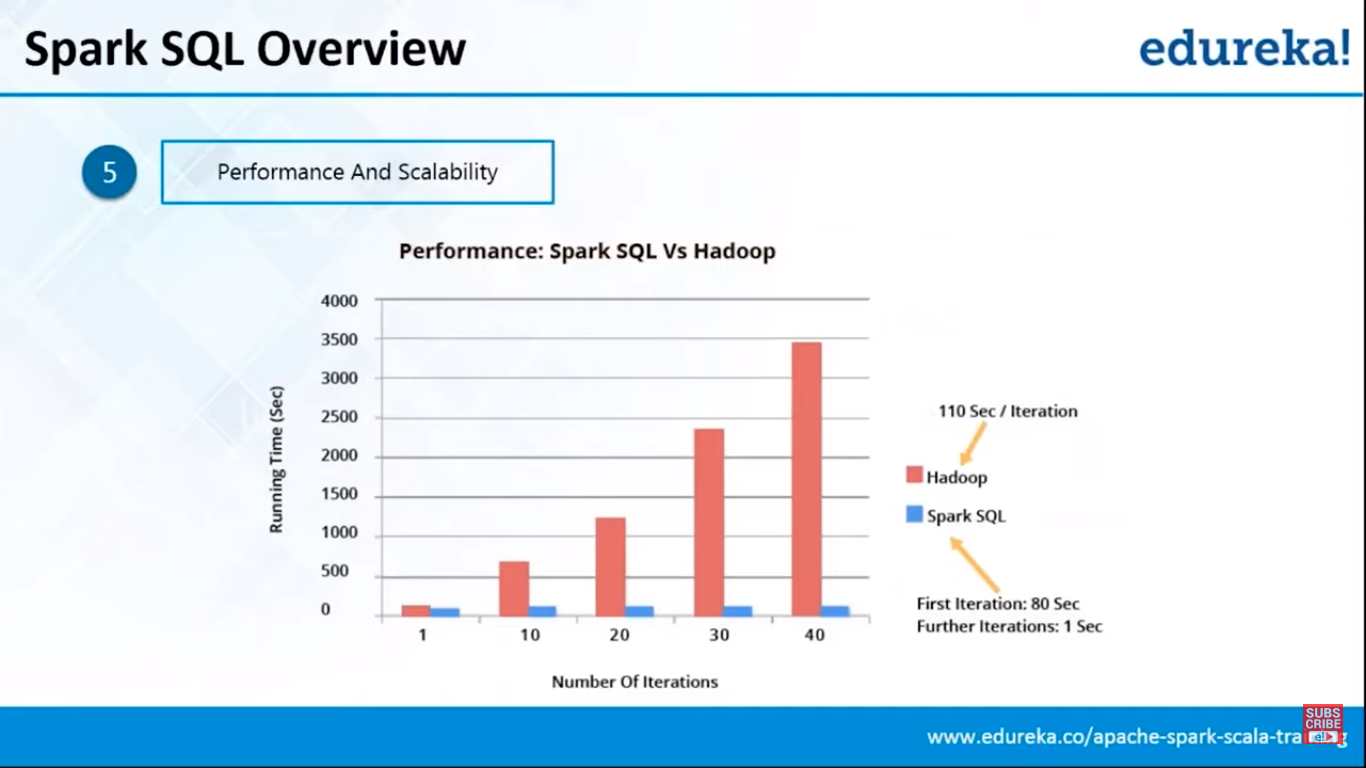 Spark SQL Overview
edureka!
5
Performance And Scalability
Performance: Spark SQL Vs Hadoop
4000
3500
3000
2500
2000
1500
1000
500
0
Running Time (Sec)
1 10 20 30 40
Number Of Iterations
110 Sec / Iteration
Hadoop
Spark SQL
First Iteration: 80 Sec
Further Iterations: 1 Sec
www.edureka.co/apache-spark-scala-tra
SUBS
CRIBE
e!